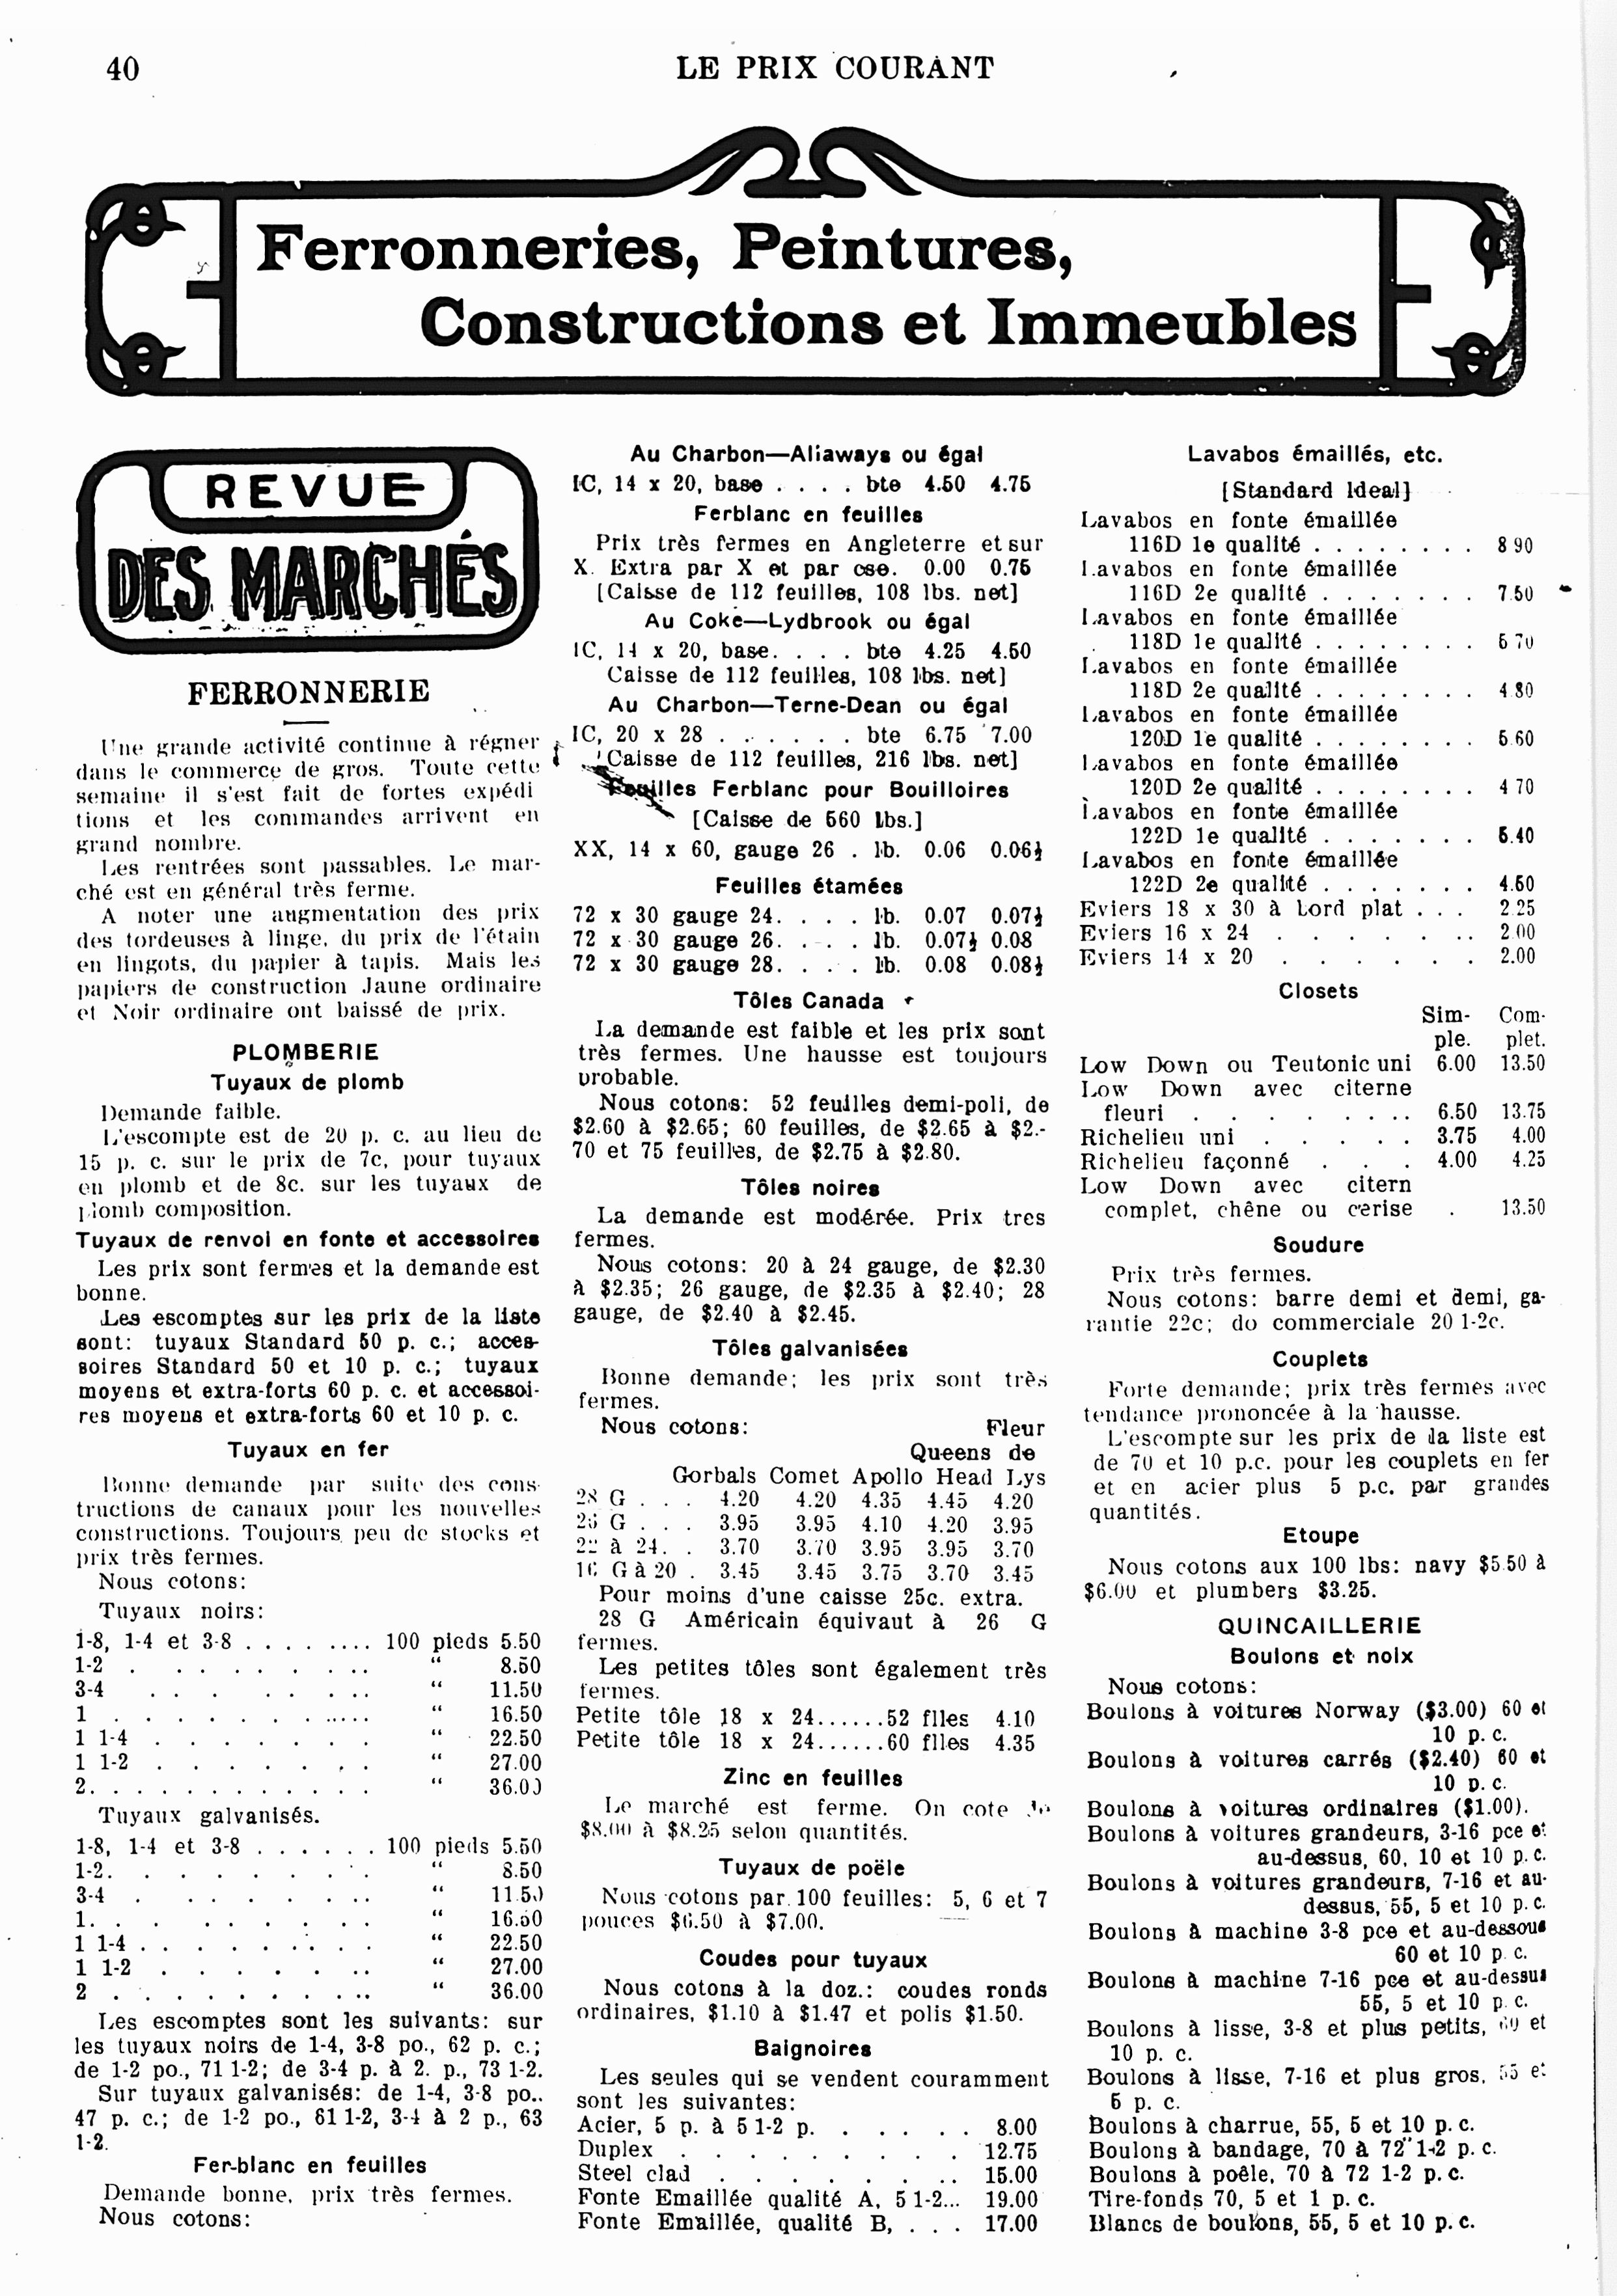 40
LE PRIX COURANT
Ferronneries, Peintures,
Constructions et Immeubles
REVUE
DES MARCHÉS
FERRONNERIE
Une grande activité continue à régner
dans le commerce de gros. Toute cette
semaine il s'est fait de fortes expédi
tions et les commandes arrivent en
grand nombre.
Les rentrées sont passables. Le mar-
ché est en général très ferme.
A noter une augmentation des prix
des tordeuses à linge, du prix de l'étain
en lingots, du papier à tapis. Mais les
papiers de construction Jaune ordinaire
et Noir ordinaire ont baissé de prix.
PLOMBERIE
Tuyaux de plomb
Demande faible.
L'escompte est de 20 p. c. au lieu de
15 p. c. sur le prix de 7c, pour tuyaux
en plomb et de 8c. sur les tuyaux de
plomb composition.
Tuyaux de renvoi en fonte et accessoires
Les prix sont fermes et la demande est
bonne.
Les escomptes sur les prix de la liste
sont: tuyaux Standard 50 p. c.; acces-
soires Standard 50 et 10 p. c.; tuyaux
moyens et extra-forts 60 p. c. et accessoi-
res moyens et extra-forts 60 et 10 p. c.
Tuyaux en fer
Bonne demande par suite des cons-
tructions de canaux pour les nouvelles
constructions. Toujours peu de stocks et
prix très fermes.
Nous cotons:
Tuyaux noirs:
1-8, 1-4 et 3-8 . . . . . . . . 100 pieds 5.50
1-2 . . . . . . . . . " 8.50
3-4 . . . . . . . . . " 11.50
1 . . . . . . . . . . . " 16.50
1 1-4 . . . . . . . " 22.50
1 1-2 . . . . . . . " 27.00
2. . . . . . . . . . . " 36.00
Tuyaux galvanisés.
1-8, 1-4 et 3-8 . . . . . . 100 pieds 5.50
1-2. . . . . . . . . " 8.50
3-4 . . . . . . . . " 11.50
1. . . . . . . . . " 16.50
1 1-4 . . . . . . . . . " 22.50
1 1-2 . . . . . . . " 27.00
2 . . . . . . . . . . " 36.00
Les escomptes sont les suivants: sur
les tuyaux noirs de 1-4, 3-8 po., 62 p. c.;
de 1-2 po., 71 1-2; de 3-4 p. à 2. p., 73 1-2.
Sur tuyaux galvanisés: de 1-4, 3-8 po..
47 p. c.; de 1-2 po., 61 1-2, 3-4 à 2 p., 63
1-2.
Fer-blanc en feuilles
Demande bonne, prix très fermes.
Nous cotons:
Au Charbon—Aliaways ou égal
IC, 14 x 20, base . . . . bte 4.50 4.75
Ferblanc en feuilles
Prix très fermes en Angleterre et sur
X. Extra par X et par cse. 0.00 0.75
[Caisse de 112 feuilles, 108 lbs. net]
Au Coke—Lydbrook ou égal
IC, 14 x 20, base. . . . bte 4.25 4.50
Caisse de 112 feuilles, 108 lbs. net]
Au Charbon—Terne-Dean ou égal
IC, 20 x 28 . . . . . . bte 6.75 7.00
Caisse de 112 feuilles, 216 lbs. net]
Feuilles Ferblanc pour Bouilloires
[Caisse de 560 lbs.]
XX, 14 x 60, gauge 26 . lb. 0.06 0.06½
Feuilles étamées
72 x 30 gauge 24. . . . lb. 0.07 0.07½
72 x 30 gauge 26. . . . lb. 0.07½ 0.08
72 x 30 gauge 28. . . . lb. 0.08 0.08½
Tôles Canada
La demande est faible et les prix sont
très fermes. Une hausse est toujours
probable.
Nous cotons: 52 feuilles demi-poli, de
$2.60 à $2.65; 60 feuilles, de $2.65 à $2.-
70 et 75 feuilles, de $2.75 à $2.80.
Tôles noires
La demande est modérée. Prix tres
fermes.
Nous cotons: 20 à 24 gauge, de $2.30
à $2.35; 26 gauge, de $2.35 à $2.40; 28
gauge, de $2.40 à $2.45.
Tôles galvanisées
Bonne demande; les prix sont très
fermes.
Nous cotons: Fleur
Queens de
Gorbals Comet Apollo Head Lys
28 G . . . 4.20 4.20 4.35 4.45 4.20
26 G . . . 3.95 3.95 4.10 4.20 3.95
22 à 24. . 3.70 3.70 3.95 3.95 3.70
16 G à 20 . 3.45 3.45 3.75 3.70 3.45
Pour moins d'une caisse 25c. extra.
28 G Américain équivaut à 26 G
fermes.
Les petites tôles sont également très
fermes.
Petite tôle 18 x 24......52 flles 4.10
Petite tôle 18 x 24......60 flles 4.35
Zinc en feuilles
Le marché est ferme. On cote de
$8.00 à $8.25 selon quantités.
Tuyaux de poële
Nous cotons par 100 feuilles: 5, 6 et 7
pouces $6.50 à $7.00.
Coudes pour tuyaux
Nous cotons à la doz.: coudes ronds
ordinaires, $1.10 à $1.47 et polis $1.50.
Baignoires
Les seules qui se vendent couramment
sont les suivantes:
Acier, 5 p. à 5 1-2 p. . . . . . . 8.00
Duplex . . . . . . . . . 12.75
Steel clad . . . . . . . . . 15.00
Fonte Emaillée qualité A, 5 1-2... 19.00
Fonte Emaillée, qualité B, . . . 17.00
Lavabos émaillés, etc.
[Standard Ideal]
Lavabos en fonte émaillée
116D 1e qualité . . . . . . . . 8 90
Lavabos en fonte émaillée
116D 2e qualité . . . . . . . 7.50
Lavabos en fonte émaillée
118D 1e qualité . . . . . . . . 5 70
Lavabos en fonte émaillée
118D 2e qualité . . . . . . . . 4 80
Lavabos en fonte émaillée
120D 1e qualité . . . . . . . . 5 60
Lavabos en fonte émaillée
120D 2e qualité . . . . . . . . 4 70
Lavabos en fonte émaillée
122D 1e qualité . . . . . . . 5.40
Lavabos en fonte émaillée
122D 2e qualité . . . . . . . 4.50
Eviers 18 x 30 à bord plat . . . 2.25
Eviers 16 x 24 . . . . . . . 2.00
Eviers 14 x 20 . . . . . . 2.00
Closets
Sim- Com-
ple. plet.
Low Down ou Teutonic uni 6.00 13.50
Low Down avec citerne
fleuri . . . . . . . . 6.50 13.75
Richelieu uni . . . . . 3.75 4.00
Richelieu façonné . . . 4.00 4.25
Low Down avec citern
complet, chêne ou cerise . 13.50
Soudure
Prix très fermes.
Nous cotons: barre demi et demi, ga-
rantie 22c; do commerciale 20 1-2c.
Couplets
Forte demande; prix très fermes avec
tendance prononcée à la hausse.
L'escompte sur les prix de la liste est
de 70 et 10 p.c. pour les couplets en fer
et en acier plus 5 p.c. par grandes
quantités.
Etoupe
Nous cotons aux 100 lbs: navy $5.50 à
$6.00 et plumbers $3.25.
QUINCAILLERIE
Boulons et noix
Nous cotons:
Boulons à voitures Norway ($3.00) 60 et
10 p. c.
Boulons à voitures carrés ($2.40) 60 et
10 p. c.
Boulons à voitures ordinaires ($1.00).
Boulons à voitures grandeurs, 3-16 pce et
au-dessus, 60, 10 et 10 p. c.
Boulons à voitures grandeurs, 7-16 et au-
dessus, 55, 5 et 10 p. c.
Boulons à machine 3-8 pce et au-dessous
60 et 10 p. c.
Boulons à machine 7-16 pce et au-dessus
55, 5 et 10 p. c.
Boulons à lisse, 3-8 et plus petits, 60 et
10 p. c.
Boulons à lisse, 7-16 et plus gros, 55 et
5 p. c.
Boulons à charrue, 55, 5 et 10 p. c.
Boulons à bandage, 70 à 72 1-2 p. c.
Boulons à poêle, 70 à 72 1-2 p. c.
Tire-fonds 70, 5 et 1 p. c.
Blancs de boulons, 55, 5 et 10 p. c.